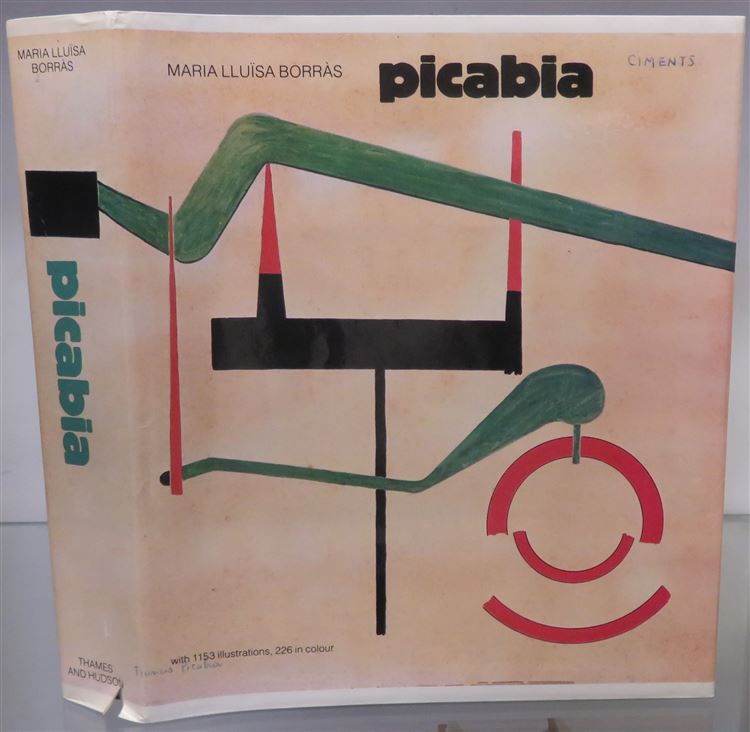 MARIA LLUÏSA
BORRÀS
picabia
THAMES
AND HUDSON
MARIA LLUÏSA BORRÀS
picabia
CIMENTS
with 1153 illustrations, 226 in colour
Francis Picabia